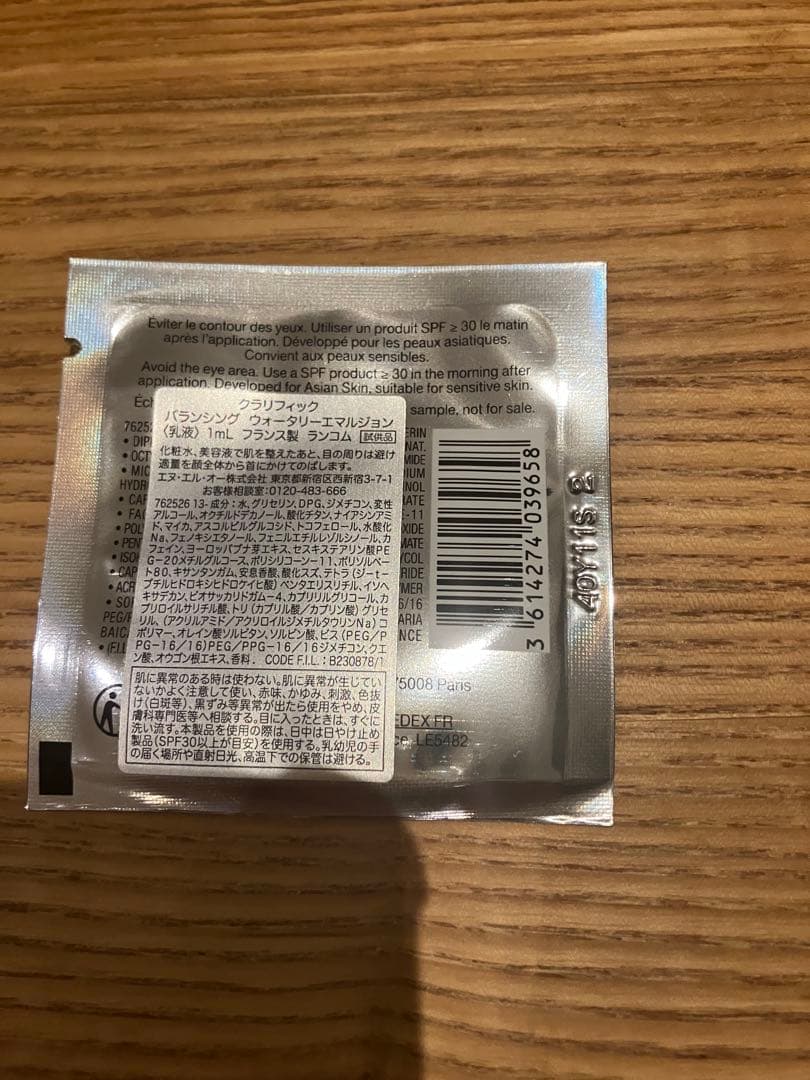 Éviter le contour des yeux. Utiliser un produit SPF ≥ 30 le matin
après l'application. Développé pour les peaux asiatiques.
Convient aux peaux sensibles.
Avoid the eye area. Use a SPF product ≥ 30 in the morning after
application. Developed for Asian Skin, suitable for sensitive skin.
sample, not for sale.
クラリフィック
バランシング ウォータリーエマルジョン
〈乳液〉 1mL フランス製 ランコム 試供品
化粧水、美容液で肌を整えたあと、目の周りは避け
適量を顔全体から首にかけてのばします。
エヌ・エル・オー株式会社 東京都新宿区西新宿3-7-1
お客様相談室:0120-483-666
762526 13- 成分:水、グリセリン、DPG、ジメチコン、変性
アルコール、オクチルドデカノール、酸化チタン、ナイアシンアミ
ド、マイカ、アスコルビルグルコシド、トコフェロール、水酸化
Na、フェノキシエタノール、フェニルエチルレゾルシノール、カ
フェイン、ヨーロッパブナ芽エキス、セスキステアリン酸PE
G-20メチルグルコース、ポリシリコーン-11、ポリソルベ
ート80、キサンタンガム、安息香酸、酸化スズ、テトラ(ジ-t-
ブチルヒドロキシヒドロケイヒ酸)ペンタエリスリチル、イソヘ
キサデカン、ビオサッカリドガム-4、カプリリルグリコール、カ
プリロイルサリチル酸、トリ(カプリル酸/カプリン酸)グリセ
リル、(アクリルアミド/アクリロイルジメチルタウリンNa)コ
ポリマー、オレイン酸ソルビタン、ソルビン酸、ビス(PEG/P
PG-16/16)PEG/PPG-16/16ジメチコン、クエ
ン酸、オウゴン根エキス、香料. CODE F.I.L.:B230878/1
肌に異常のある時は使わない。肌に異常が生じてい
ないかよく注意して使い、赤味、かゆみ、刺激、色抜
け(白斑等)、黒ずみ等異常が出たら使用をやめ、皮
膚科専門医等へ相談する。目に入ったときは、すぐに
洗い流す。本製品を使用の際は、日中は日やけ止め
製品(SPF30以上が目安)を使用する。乳幼児の手
の届く場所や直射日光、高温下での保管は避ける。
3 614274 039658
40Y11S 2
75008 Paris
EDEX FR
LE5482